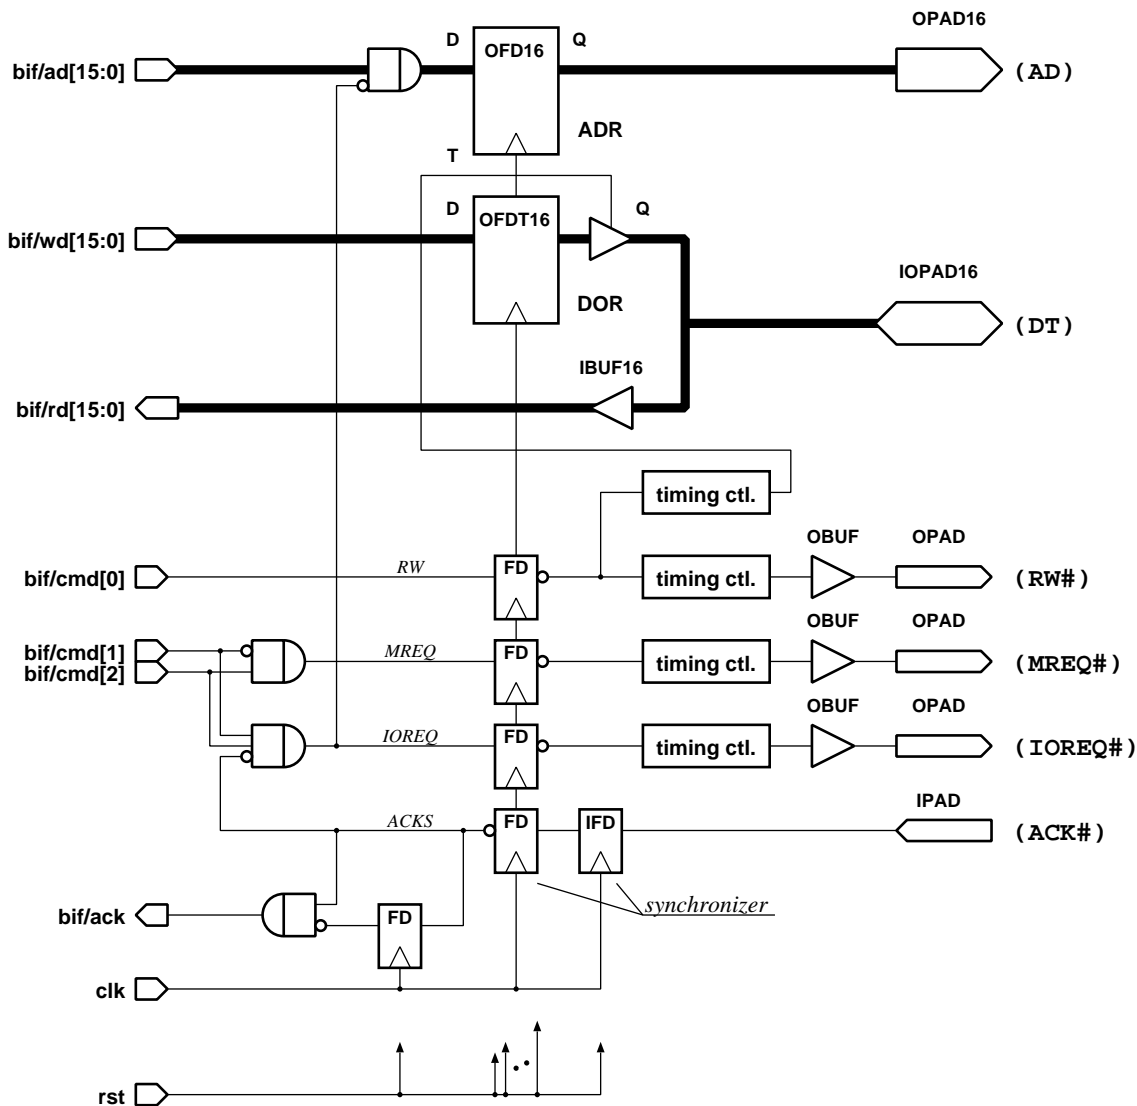 OPAD16
D OFD16 Q
bif/ad[15:0] (AD)
ADR
T
D OFDT16 Q
bif/wd[15:0]
IOPAD16
DOR (DT)
IBUF16
bif/rd[15:0]
timing ctl.
OBUF OPAD
bif/cmd[0] RW FD timing ctl. (RW#)
OBUF OPAD
bif/cmd[1] MREQ FD timing ctl. (MREQ#)
bif/cmd[2]
OBUF OPAD
IOREQ FD timing ctl. (IOREQ#)
IPAD
ACKS FD IFD (ACK#)
bif/ack FD synchronizer
clk
rst